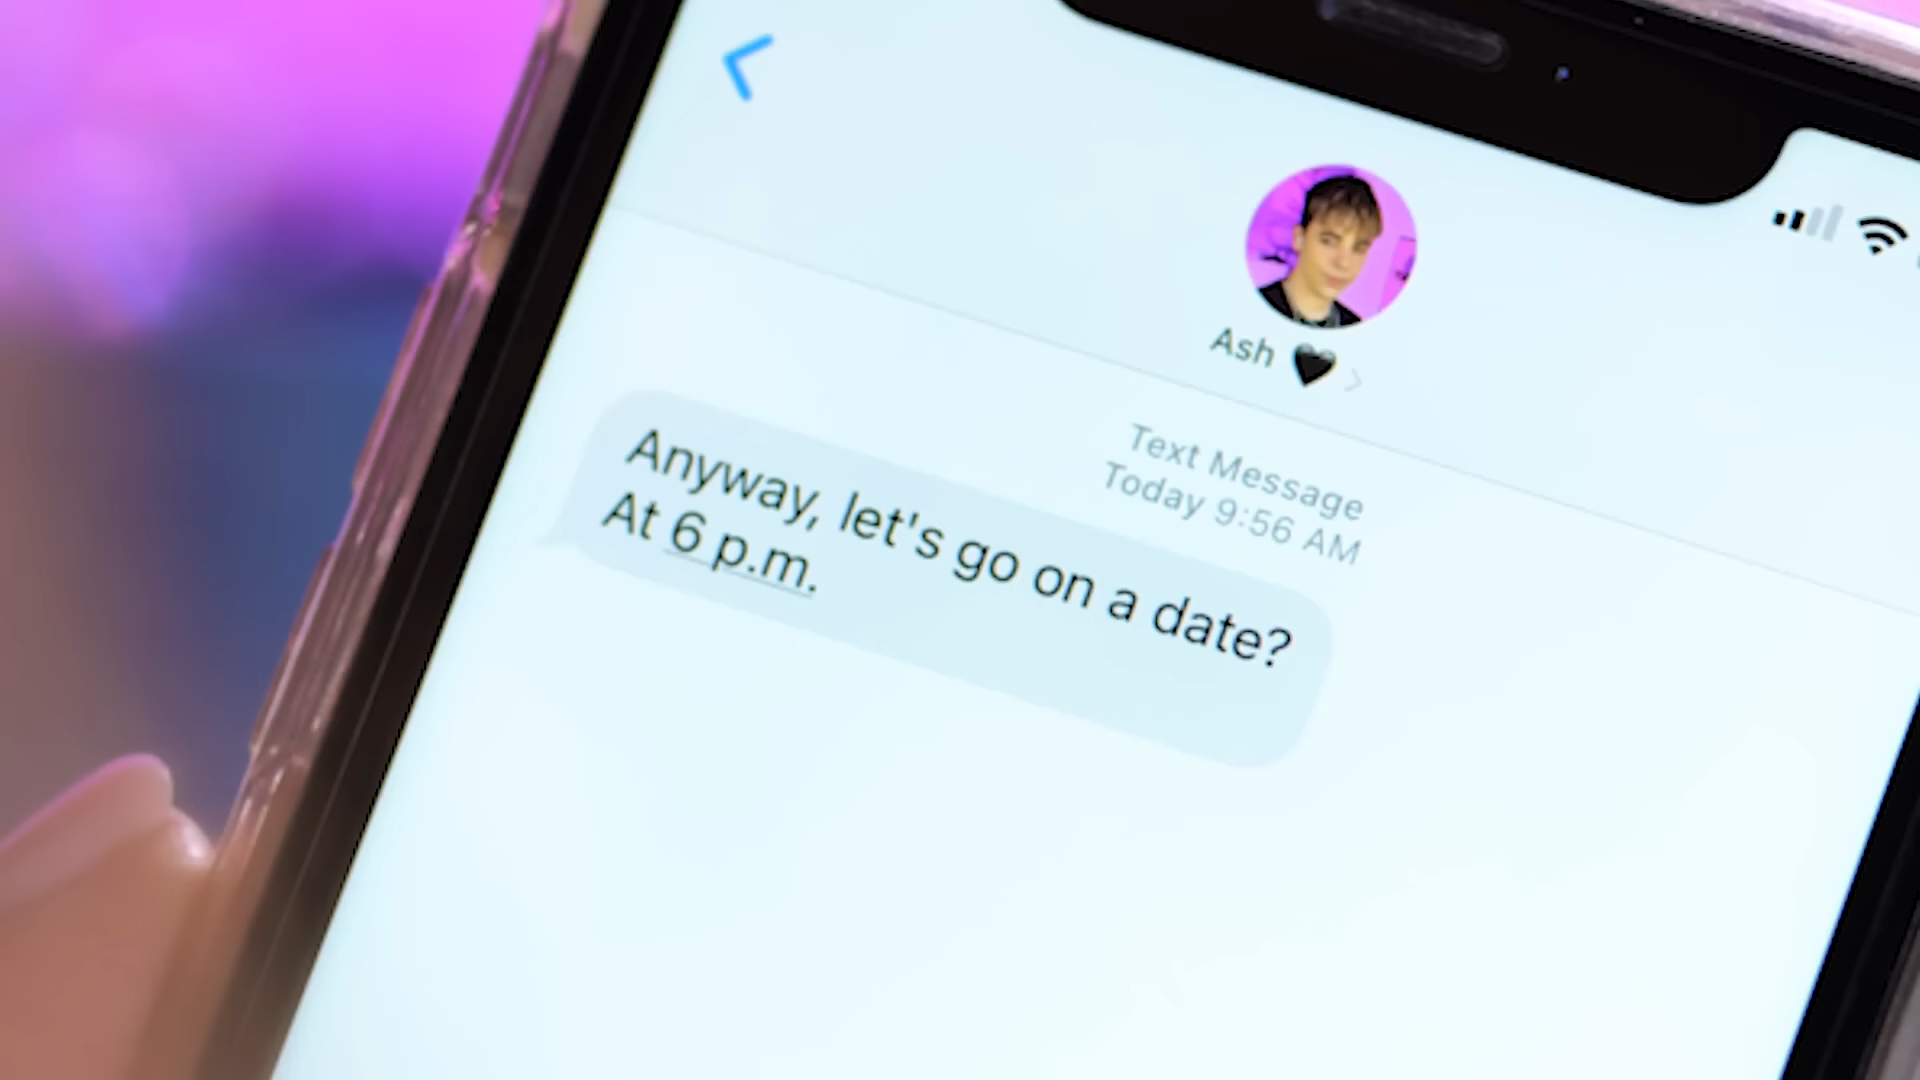 Ash 🖤
Text Message
Today 9:56 AM
Anyway, let's go on a date?
At 6 p.m.